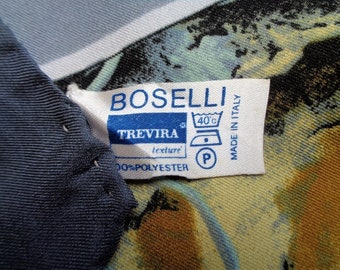 BOSELLI
TREVIRA
texture
40°C
P
100%POLYESTER
MADE IN ITALY